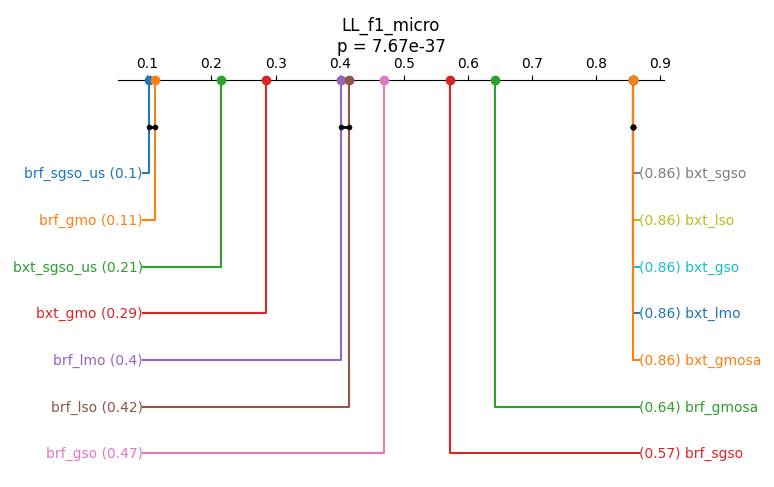 LL_f1_micro
p = 7.67e-37
0.1 0.2 0.3 0.4 0.5 0.6 0.7 0.8 0.9
brf_sgso_us (0.1)
brf_gmo (0.11)
bxt_sgso_us (0.21)
bxt_gmo (0.29)
brf_lmo (0.4)
brf_lso (0.42)
brf_gso (0.47)
(0.86) bxt_sgso
(0.86) bxt_lso
(0.86) bxt_gso
(0.86) bxt_lmo
(0.86) bxt_gmosa
(0.64) brf_gmosa
(0.57) brf_sgso